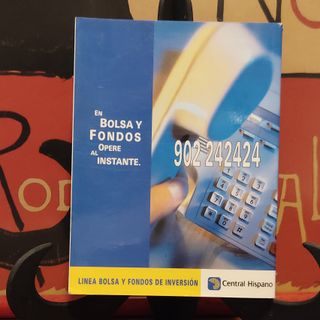 EN
BOLSA Y
FONDOS
OPERE
AL INSTANTE.
902 242424
LINEA BOLSA Y FONDOS DE INVERSIÓN
Central Hispano